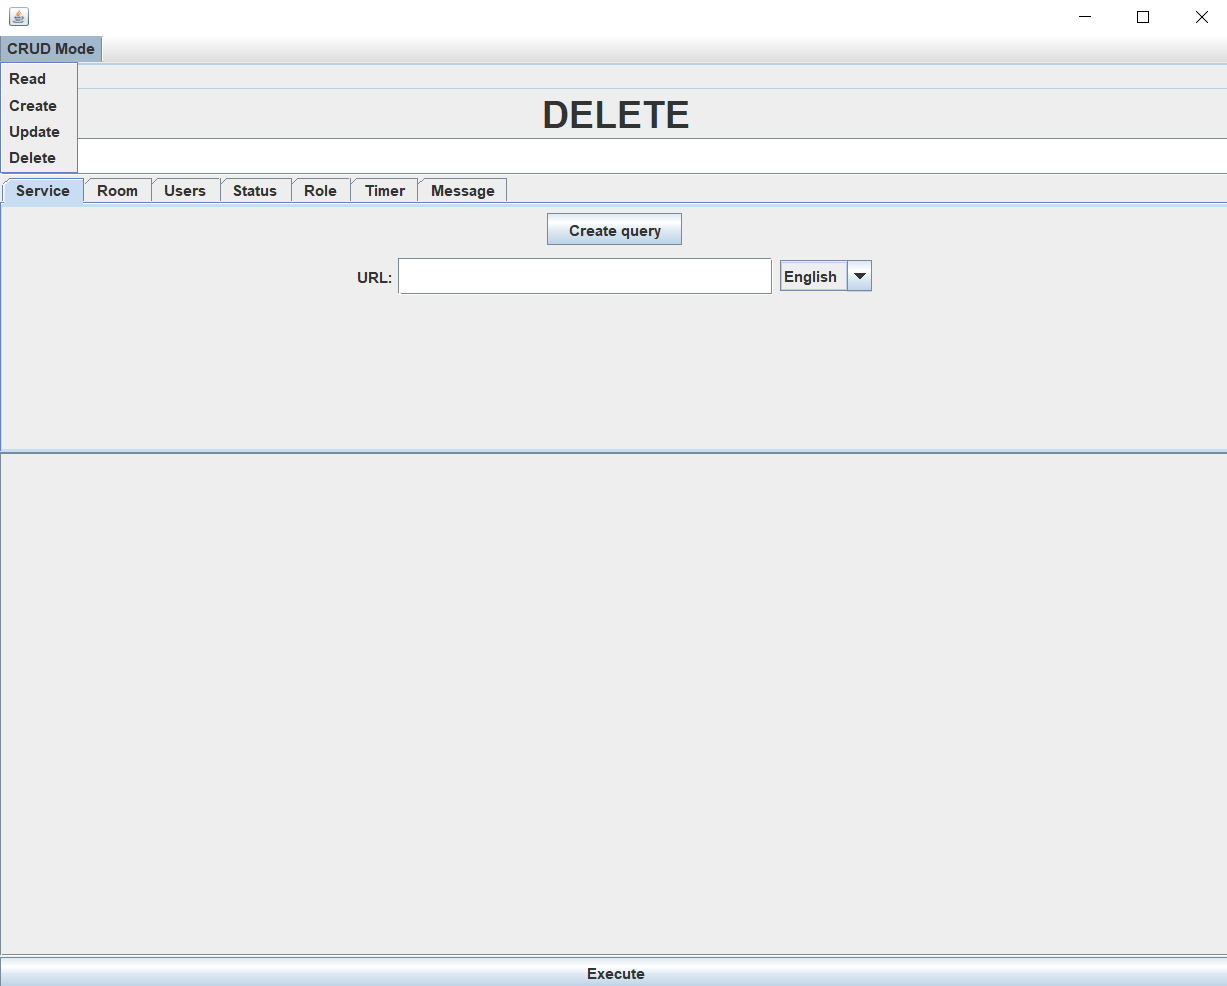 CRUD Mode
Read
Create
Update
Delete
DELETE
Service Room Users Status Role Timer Message
Create query
URL: English
Execute